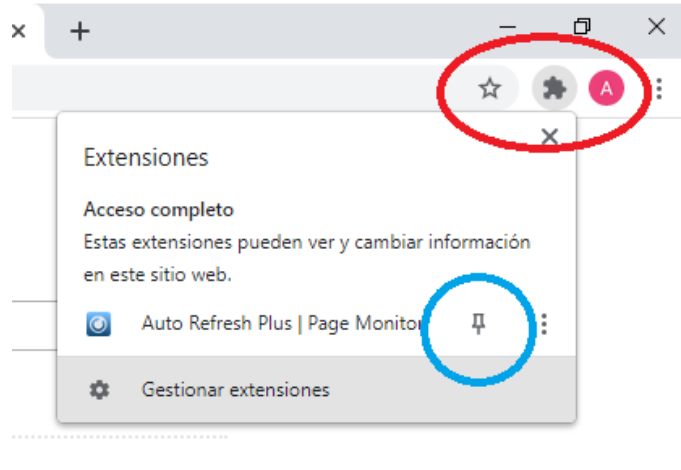 A
Extensiones
Acceso completo
Estas extensiones pueden ver y cambiar información
en este sitio web.
Auto Refresh Plus | Page Monitor
Gestionar extensiones